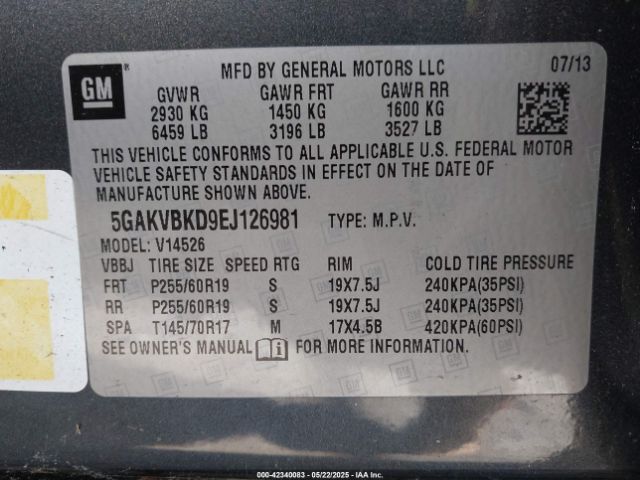 GM ®
MFD BY GENERAL MOTORS LLC 07/13
GVWR GAWR FRT GAWR RR
2930 KG 1450 KG 1600 KG
6459 LB 3196 LB 3527 LB
THIS VEHICLE CONFORMS TO ALL APPLICABLE U.S. FEDERAL MOTOR
VEHICLE SAFETY STANDARDS IN EFFECT ON THE DATE OF
MANUFACTURE SHOWN ABOVE.
5GAKVBKD9EJ126981 TYPE: M.P.V.
MODEL: V14526
VBBJ TIRE SIZE SPEED RTG RIM COLD TIRE PRESSURE
FRT P255/60R19 S 19X7.5J 240KPA(35PSI)
RR P255/60R19 S 19X7.5J 240KPA(35PSI)
SPA T145/70R17 M 17X4.5B 420KPA(60PSI)
SEE OWNER'S MANUAL FOR MORE INFORMATION.
00-42340083 - 05/22/2025 - IAA Inc.